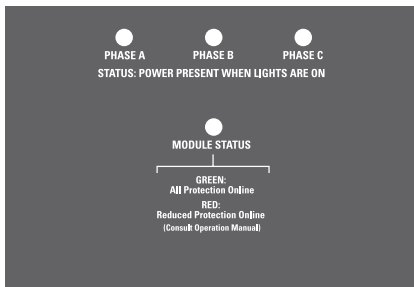 PHASE A PHASE B PHASE C
STATUS: POWER PRESENT WHEN LIGHTS ARE ON
MODULE STATUS
GREEN:
All Protection Online
RED:
Reduced Protection Online
(Consult Operation Manual)